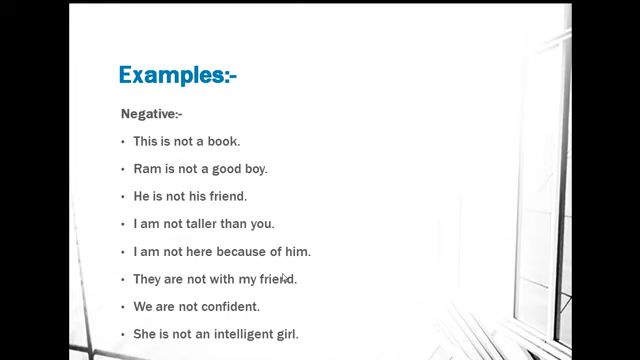 Examples:-
Negative:-
• This is not a book.
• Ram is not a good boy.
• He is not his friend.
• I am not taller than you.
• I am not here because of him.
• They are not with my friend.
• We are not confident.
• She is not an intelligent girl.